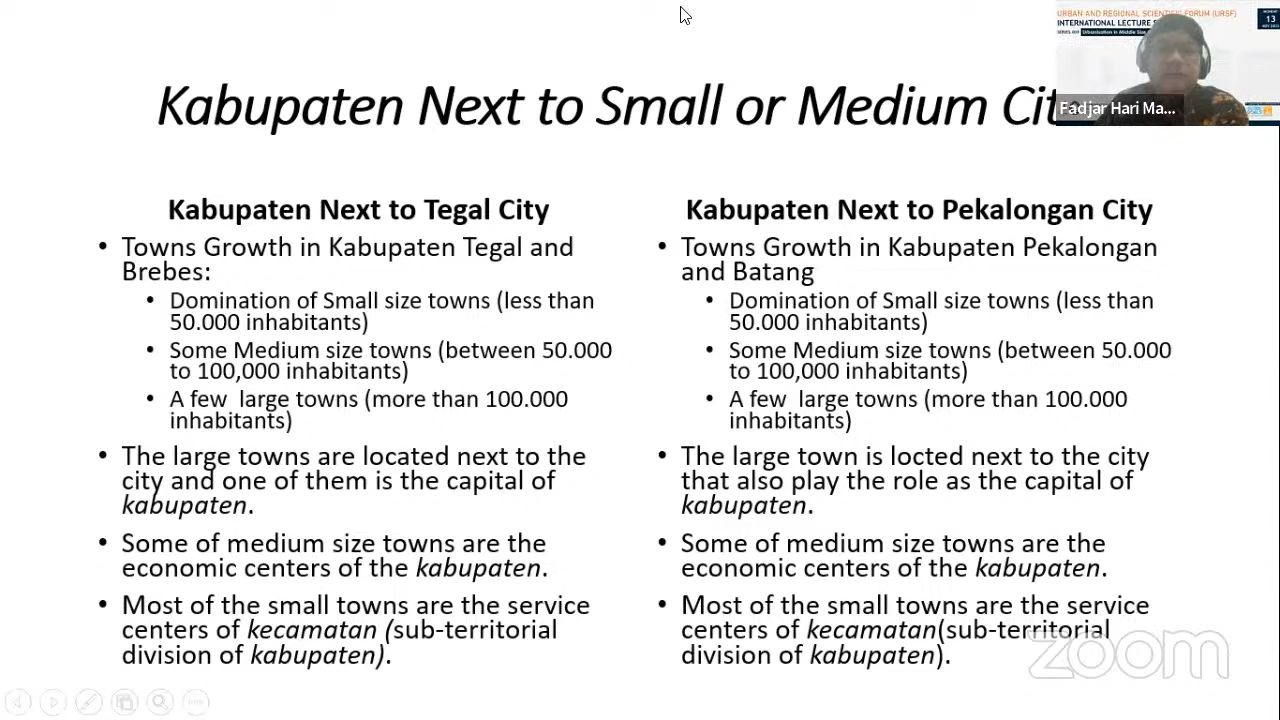 URBAN AND REGIONAL SCIENTIFIC FORUM (URSF)
INTERNATIONAL LECTURE
13
Kabupaten Next to Small or Medium Cit
Fadjar Hari Ma...
Kabupaten Next to Tegal City
• Towns Growth in Kabupaten Tegal and
Brebes:
• Domination of Small size towns (less than
50.000 inhabitants)
• Some Medium size towns (between 50.000
to 100,000 inhabitants)
• A few large towns (more than 100.000
inhabitants)
• The large towns are located next to the
city and one of them is the capital of
kabupaten.
• Some of medium size towns are the
economic centers of the kabupaten.
• Most of the small towns are the service
centers of kecamatan (sub-territorial
division of kabupaten).
Kabupaten Next to Pekalongan City
• Towns Growth in Kabupaten Pekalongan
and Batang
• Domination of Small size towns (less than
50.000 inhabitants)
• Some Medium size towns (between 50.000
to 100,000 inhabitants)
• A few large towns (more than 100.000
inhabitants)
• The large town is locted next to the city
that also play the role as the capital of
kabupaten.
• Some of medium size towns are the
economic centers of the kabupaten.
• Most of the small towns are the service
centers of kecamatan(sub-territorial
division of kabupaten).
zoom